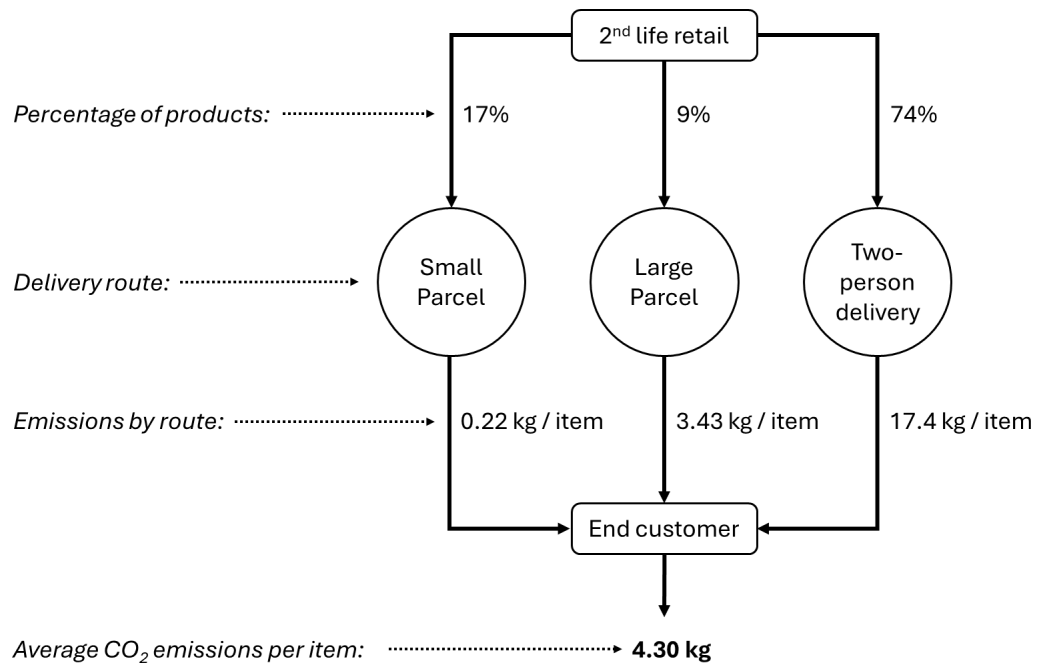 2nd life retail
Percentage of products:
17%
9%
74%
Delivery route:
Small
Parcel
Large
Parcel
Two-
person
delivery
Emissions by route:
0.22 kg / item
3.43 kg / item
17.4 kg / item
End customer
Average CO2 emissions per item:
4.30 kg